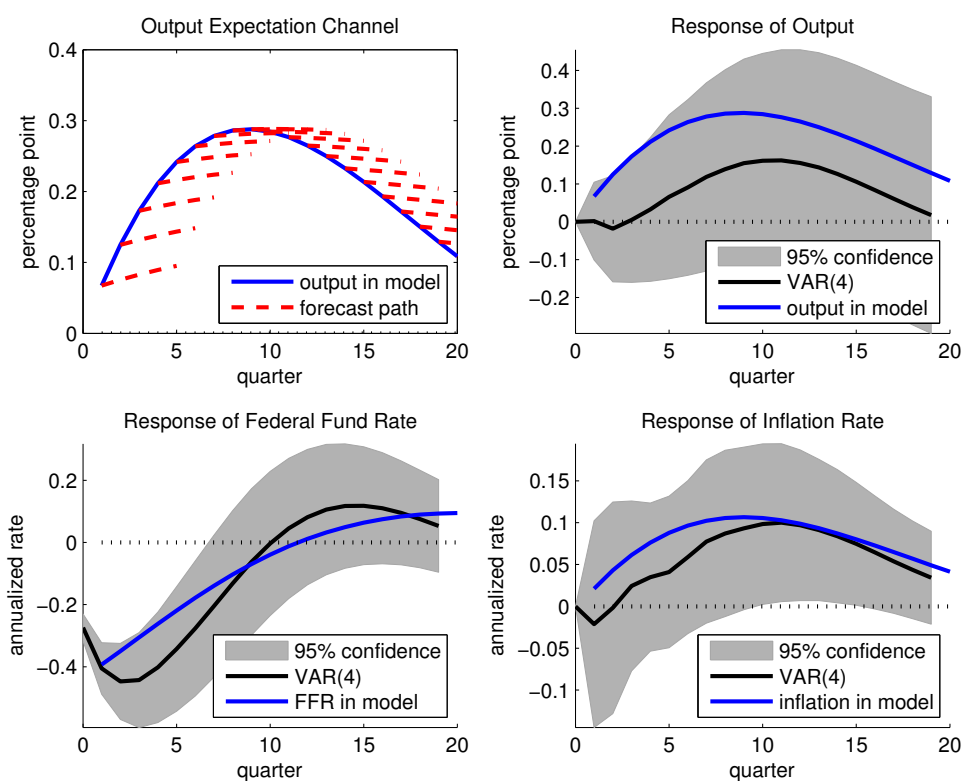 Output Expectation Channel
percentage point
0.4
0.3
0.2
0.1
0
output in model
forecast path
0 5 10 15 20
quarter
Response of Output
percentage point
0.4
0.3
0.2
0.1
0
−0.1
−0.2
95% confidence
VAR(4)
output in model
0 5 10 15 20
quarter
Response of Federal Fund Rate
annualized rate
0.2
0
−0.2
−0.4
95% confidence
VAR(4)
FFR in model
0 5 10 15 20
quarter
Response of Inflation Rate
annualized rate
0.15
0.1
0.05
0
−0.05
−0.1
95% confidence
VAR(4)
inflation in model
0 5 10 15 20
quarter